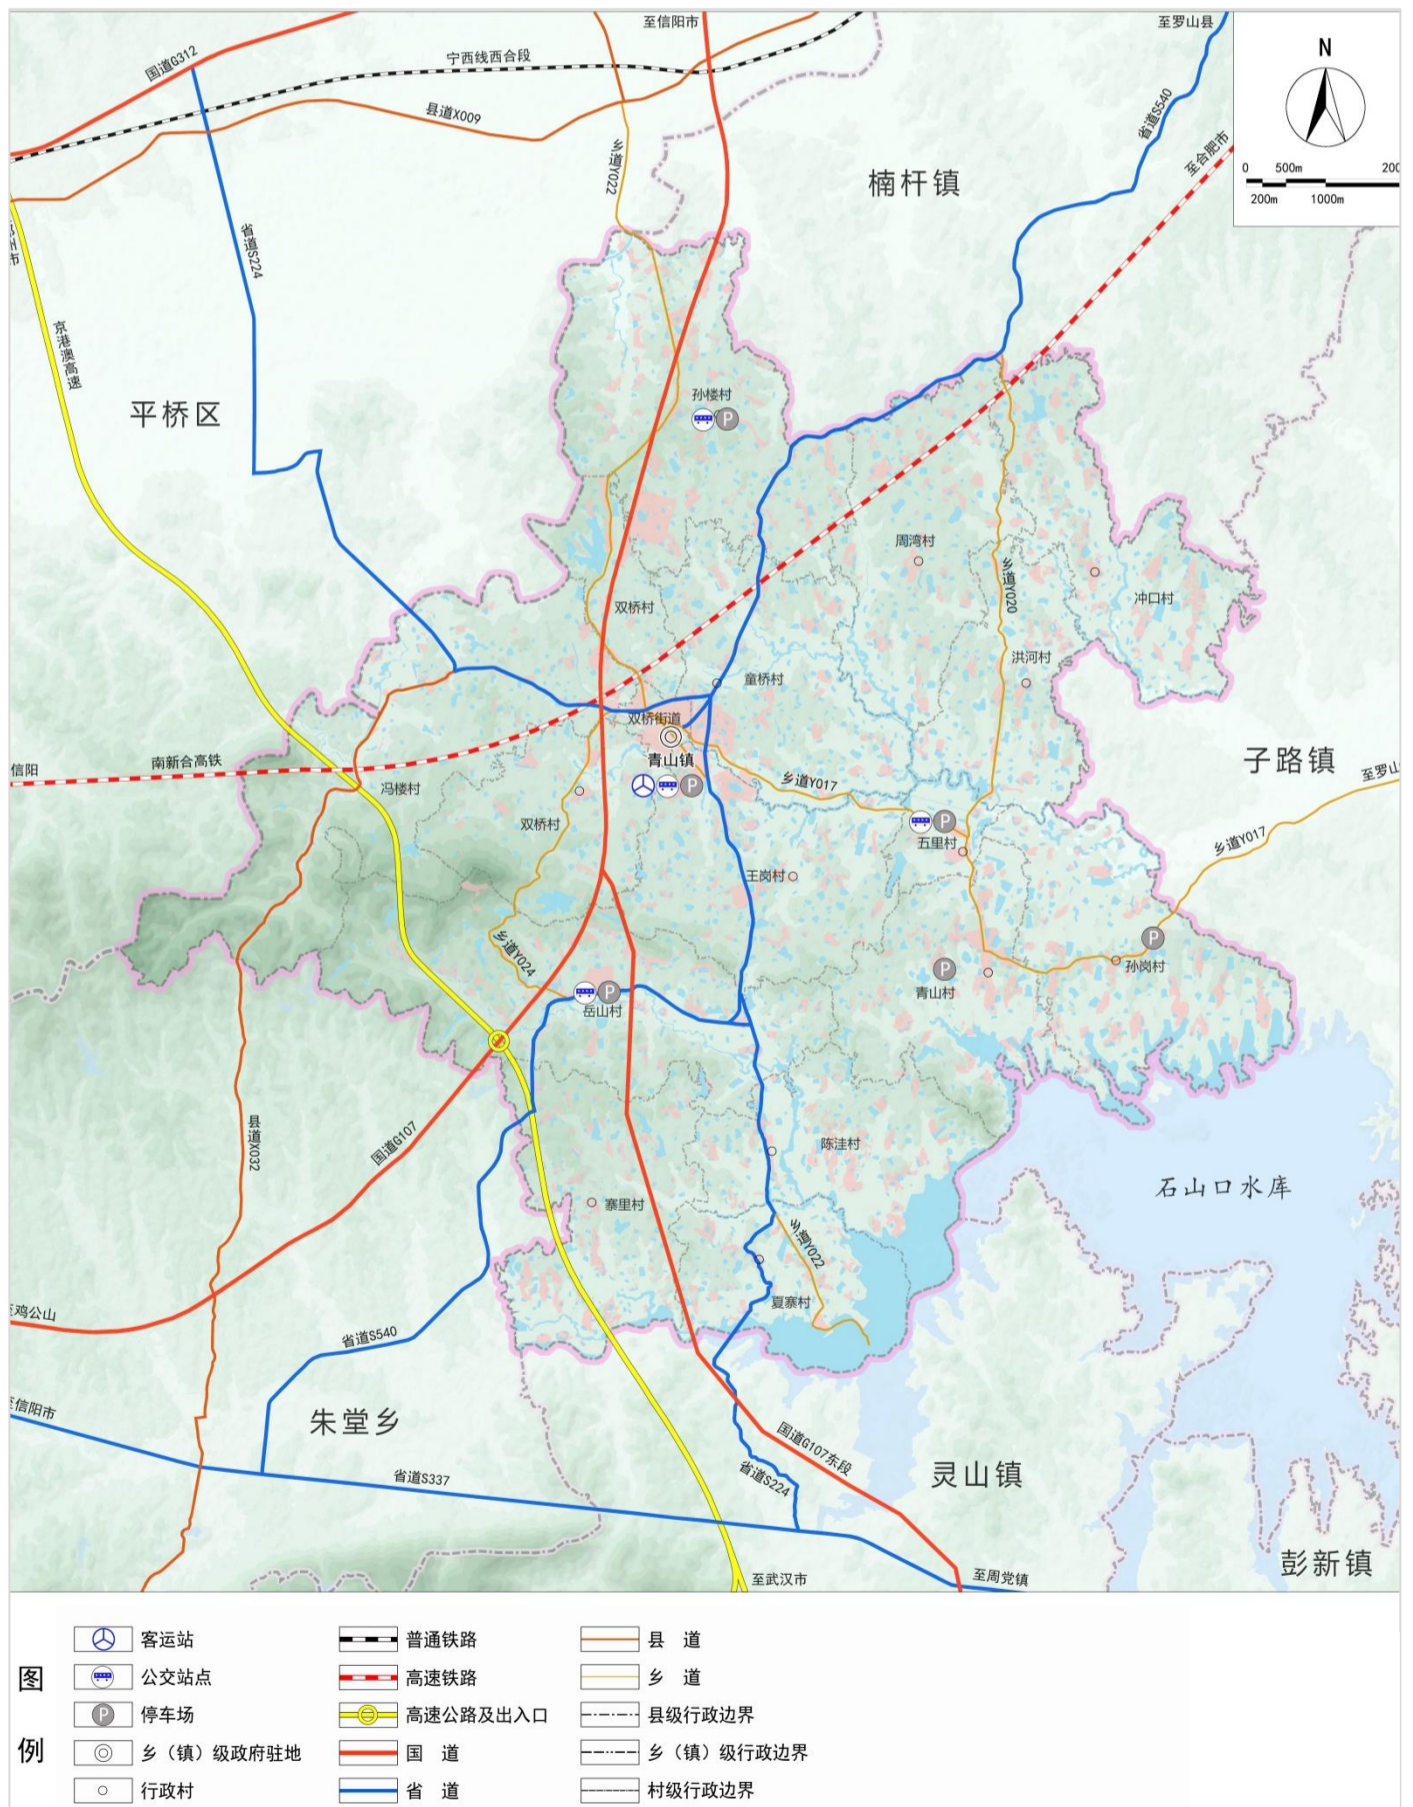 至信阳市
至罗山县
N
国道G312
宁西线西合段
县道X009
省道S540
至合肥市
0 500m 200
200m 1000m
乡道Y022
楠杆镇
省道S224
京港澳高速
平桥区
孙楼村
周湾村
乡道Y020
冲口村
双桥村
洪河村
童桥村
双桥街道
青山镇
子路镇
信阳
南新合高铁
至罗山
冯楼村
乡道Y017
双桥村
五里村
乡道Y017
王岗村
乡道Y024
孙岗村
青山村
岳山村
县道X032
国道G107
陈洼村
石山口水库
寨里村
乡道Y022
夏寨村
至鸡公山
省道S540
至信阳市
朱堂乡
国道G107东段
省道S337
省道S224
灵山镇
彭新镇
至武汉市
至周党镇
图例
客运站
普通铁路
县 道
公交站点
高速铁路
乡 道
P 停车场
高速公路及出入口
县级行政边界
乡（镇）级政府驻地
国 道
乡（镇）级行政边界
行政村
省 道
村级行政边界